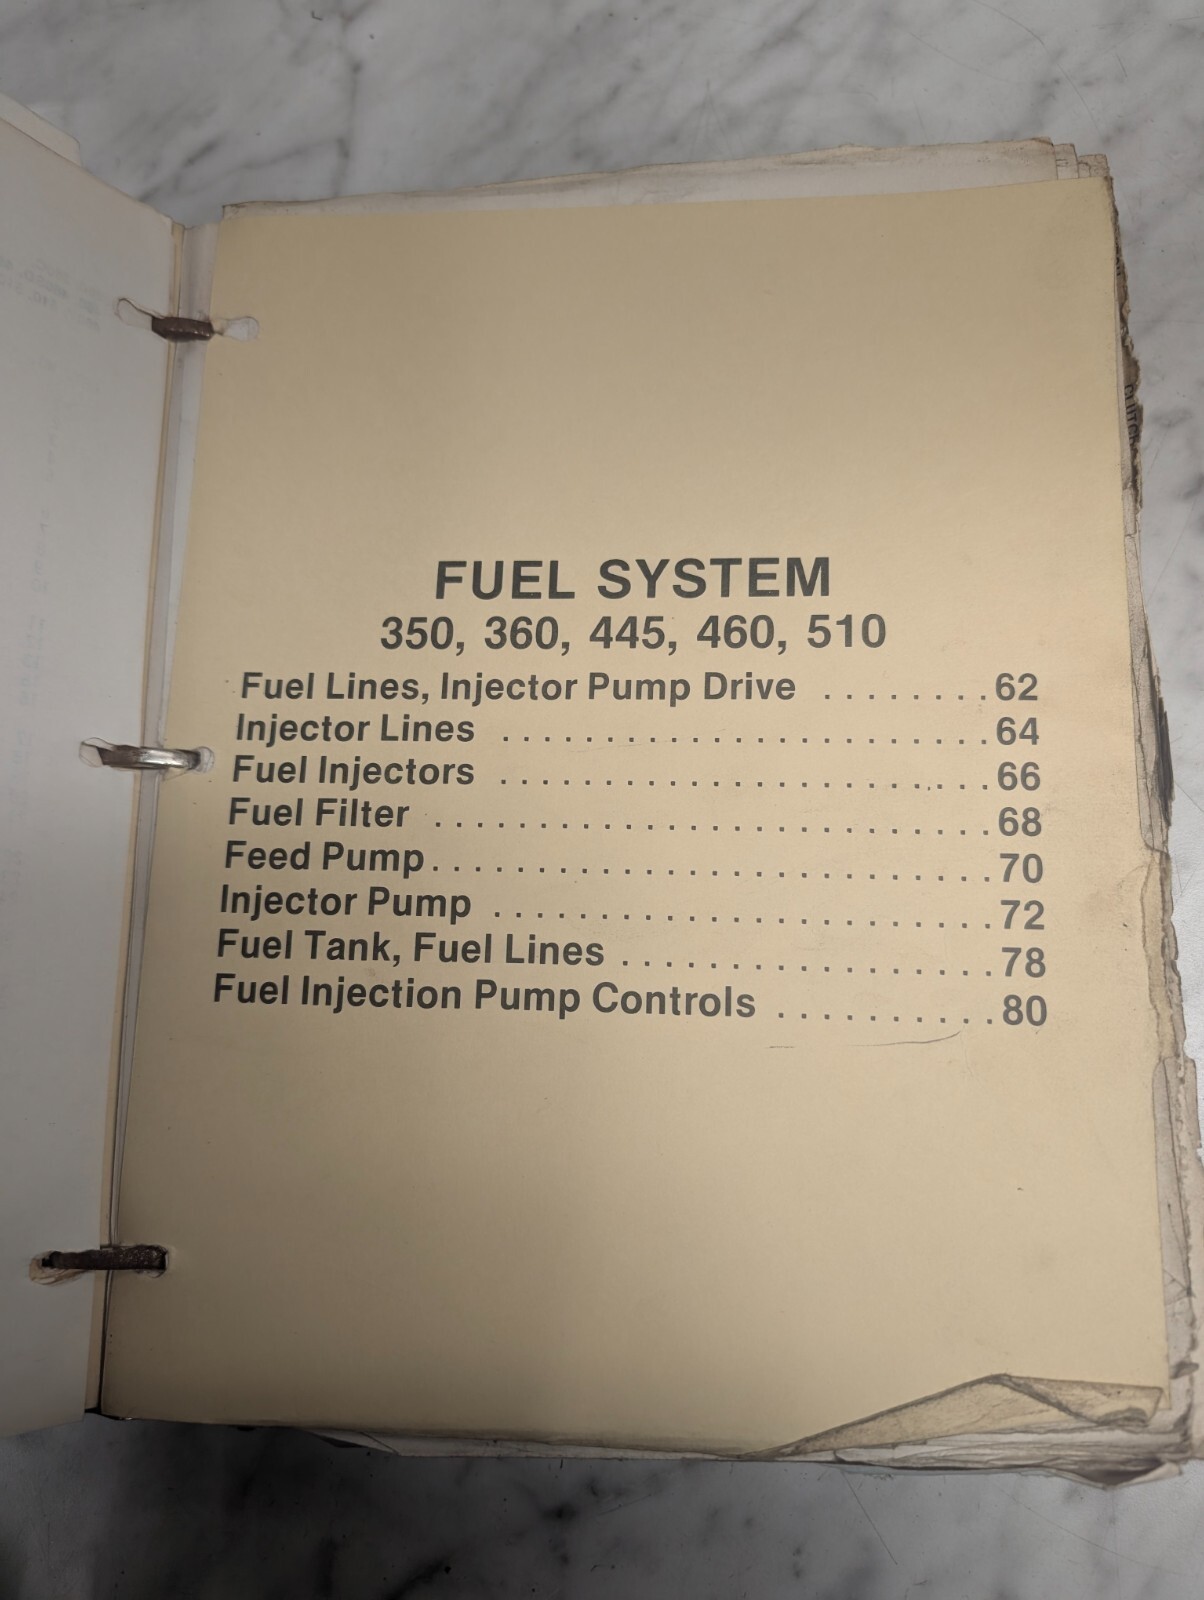 FUEL SYSTEM
350, 360, 445, 460, 510
Fuel Lines, Injector Pump Drive ........62
Injector Lines .......................64
Fuel Injectors .......................66
Fuel Filter ..........................68
Feed Pump..........................70
Injector Pump .......................72
Fuel Tank, Fuel Lines .................78
Fuel Injection Pump Controls ..........80
CLUTCH